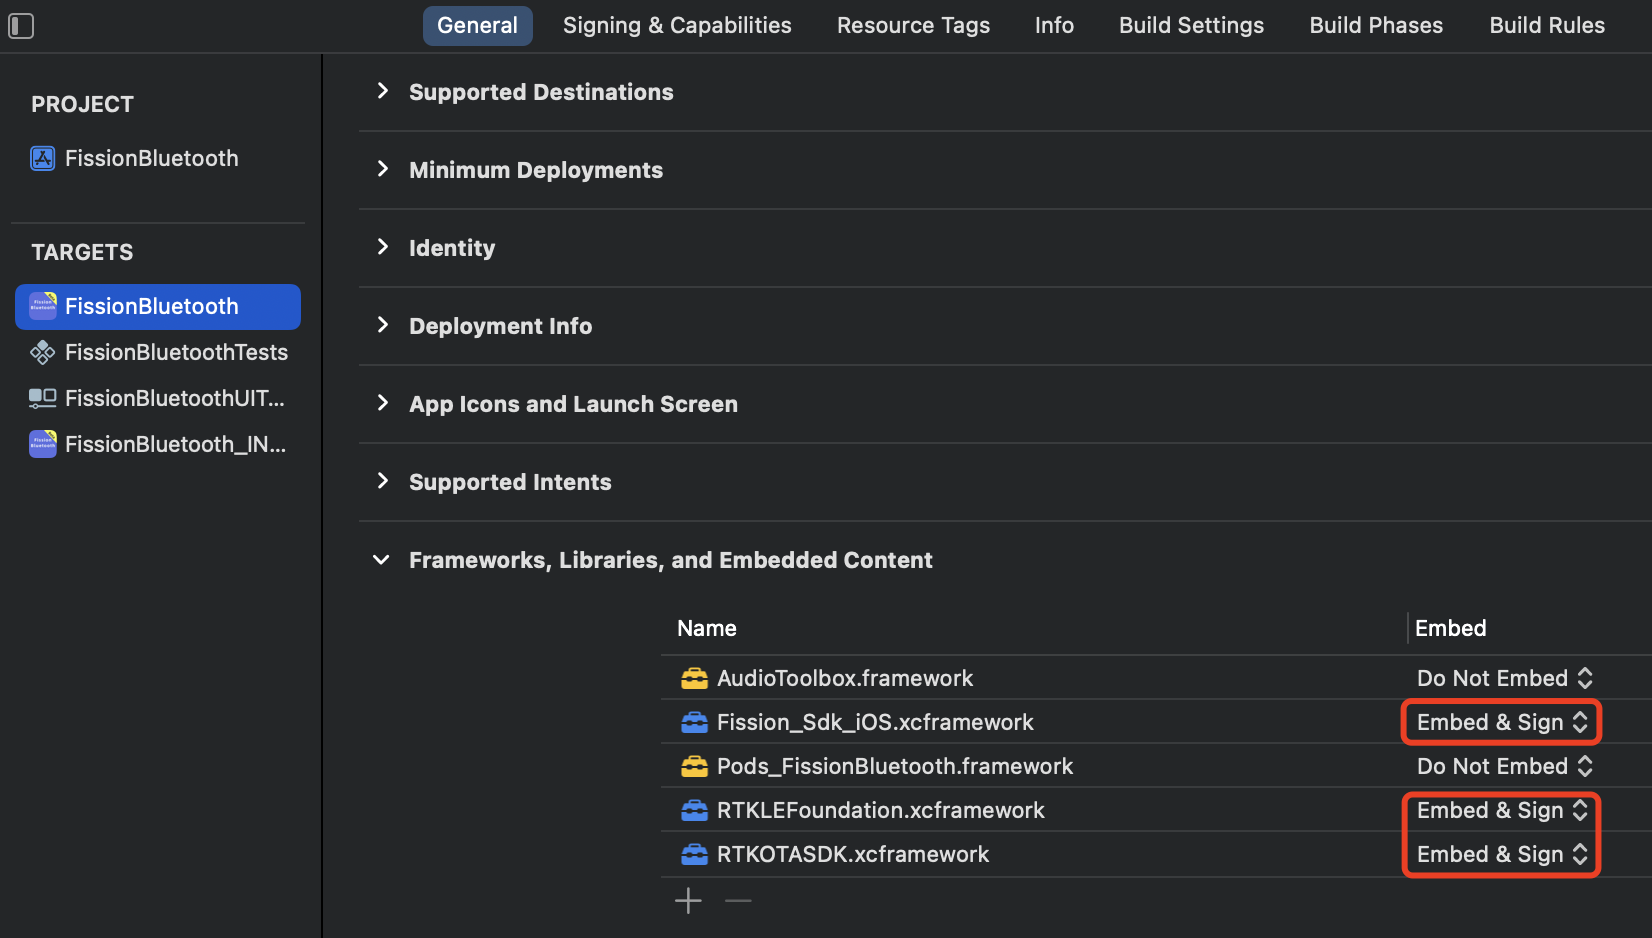 General Signing & Capabilities Resource Tags Info Build Settings Build Phases Build Rules
PROJECT
FissionBluetooth
TARGETS
FissionBluetooth
FissionBluetoothTests
FissionBluetoothUIT...
FissionBluetooth_IN...
Supported Destinations
Minimum Deployments
Identity
Deployment Info
App Icons and Launch Screen
Supported Intents
Frameworks, Libraries, and Embedded Content
Name Embed
AudioToolbox.framework Do Not Embed
Fission_Sdk_iOS.xcframework Embed & Sign
Pods_FissionBluetooth.framework Do Not Embed
RTKLEFoundation.xcframework Embed & Sign
RTKOTASDK.xcframework Embed & Sign